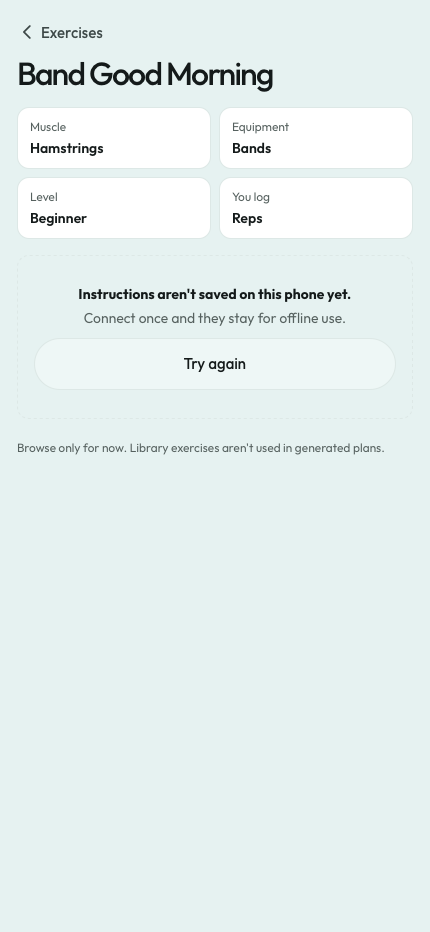 Exercises
Band Good Morning
Muscle
Hamstrings
Equipment
Bands
Level
Beginner
You log
Reps
Instructions aren't saved on this phone yet.
Connect once and they stay for offline use.
Try again
Browse only for now. Library exercises aren't used in generated plans.